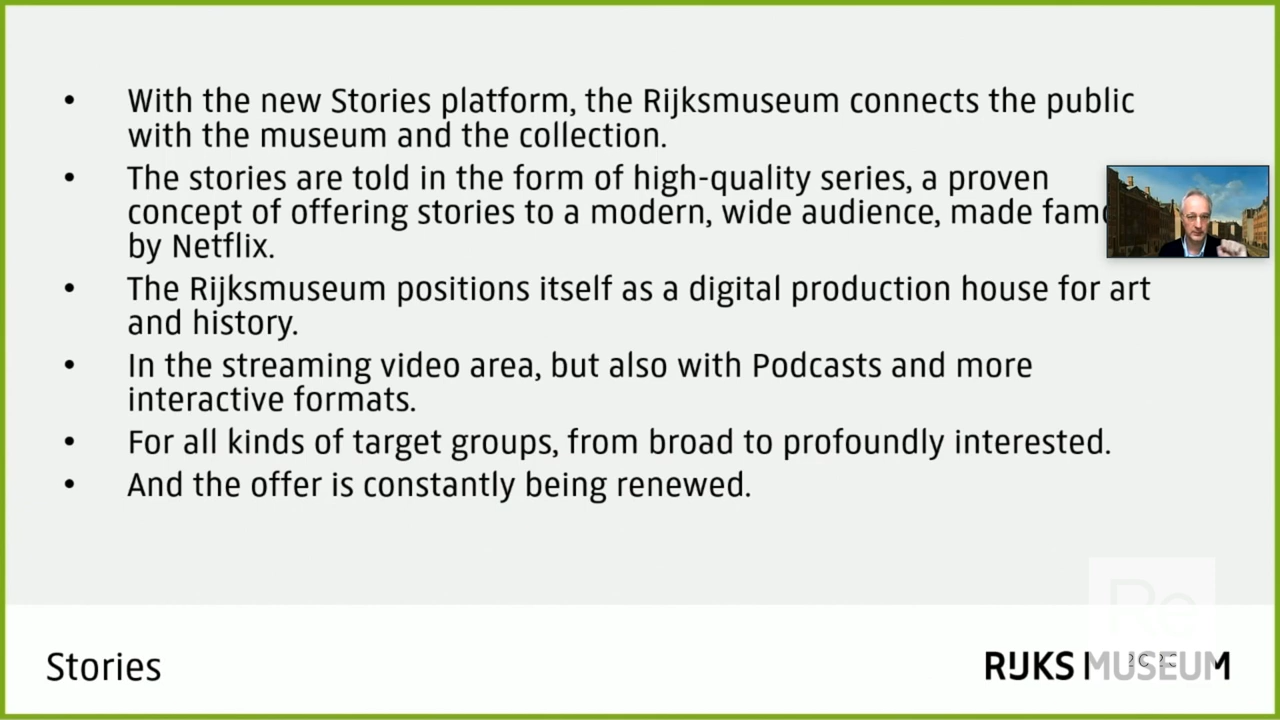 • With the new Stories platform, the Rijksmuseum connects the public
with the museum and the collection.
• The stories are told in the form of high-quality series, a proven
concept of offering stories to a modern, wide audience, made
by Netflix.
• The Rijksmuseum positions itself as a digital production house for art
and history.
• In the streaming video area, but also with Podcasts and more
interactive formats.
• For all kinds of target groups, from broad to profoundly interested.
• And the offer is constantly being renewed.
Re
Stories
RIJKS MUSEUM